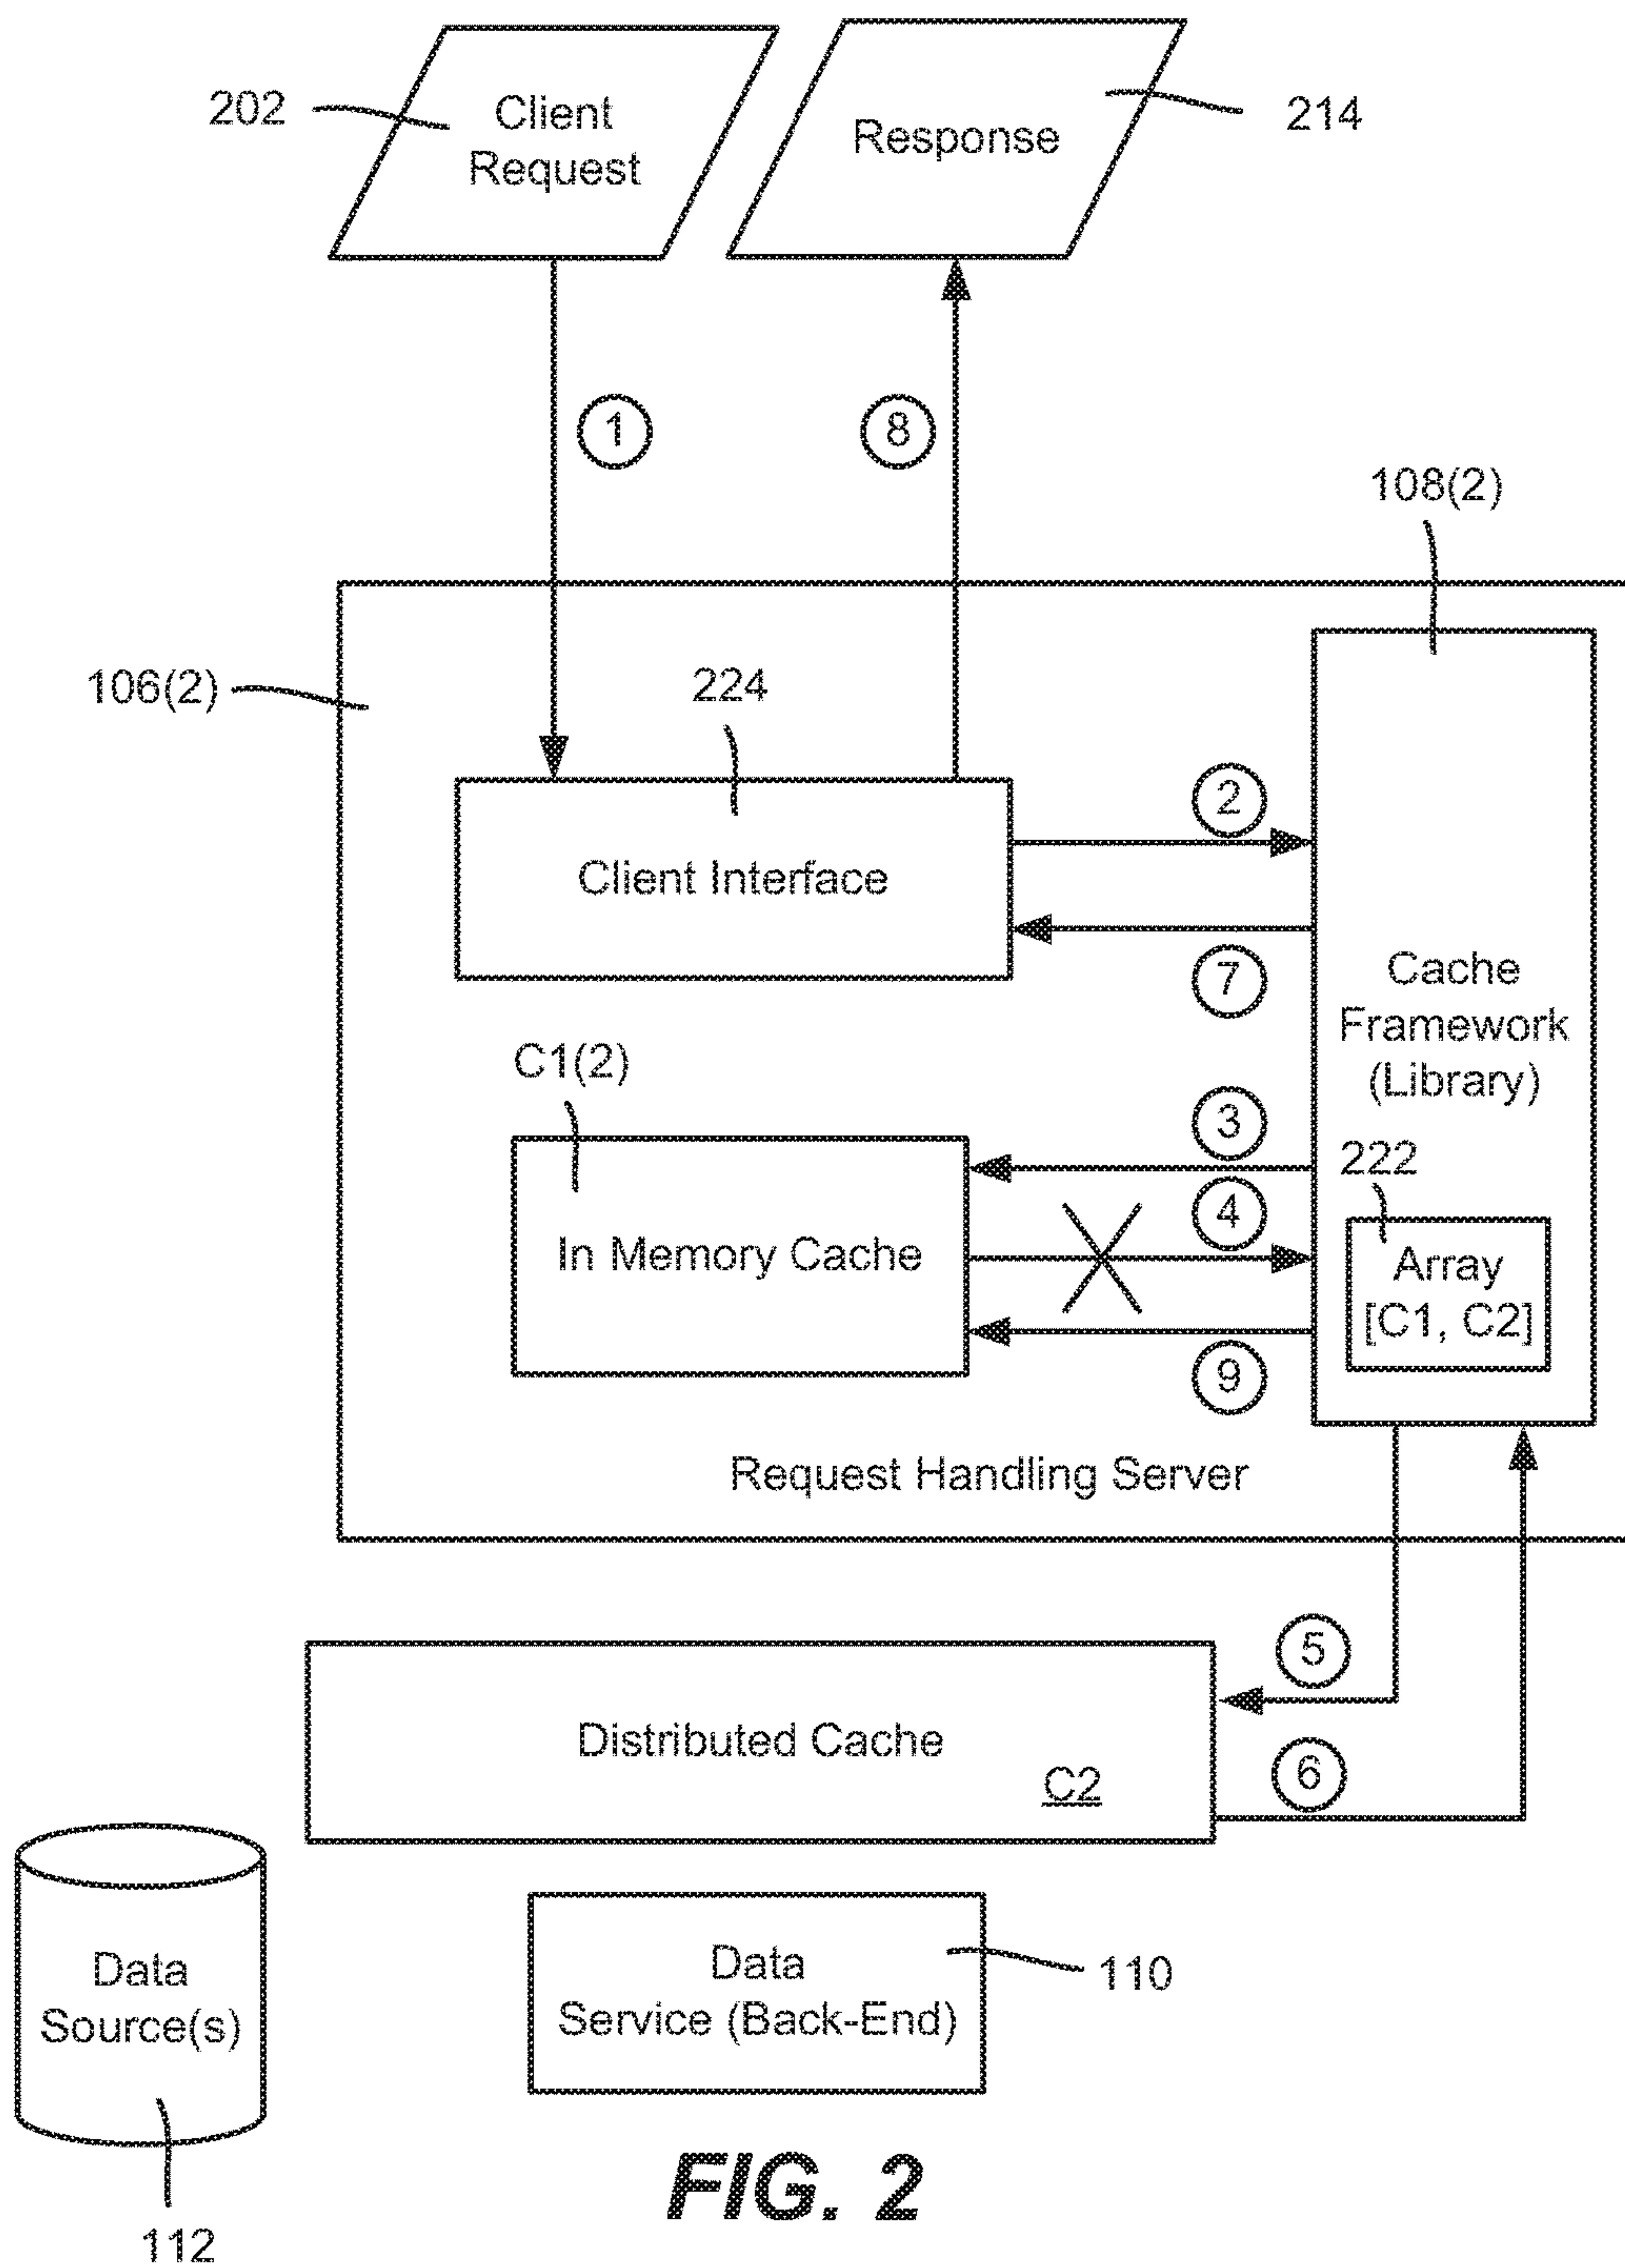 202
Client
Request
Response
214
1
8
108(2)
106(2)
224
2
Client Interface
7
Cache
Framework
(Library)
C1(2)
3
222
4
In Memory Cache
Array
[C1, C2]
9
Request Handling Server
5
Distributed Cache
C2
6
Data
Source(s)
Data
Service (Back-End)
110
112
FIG. 2